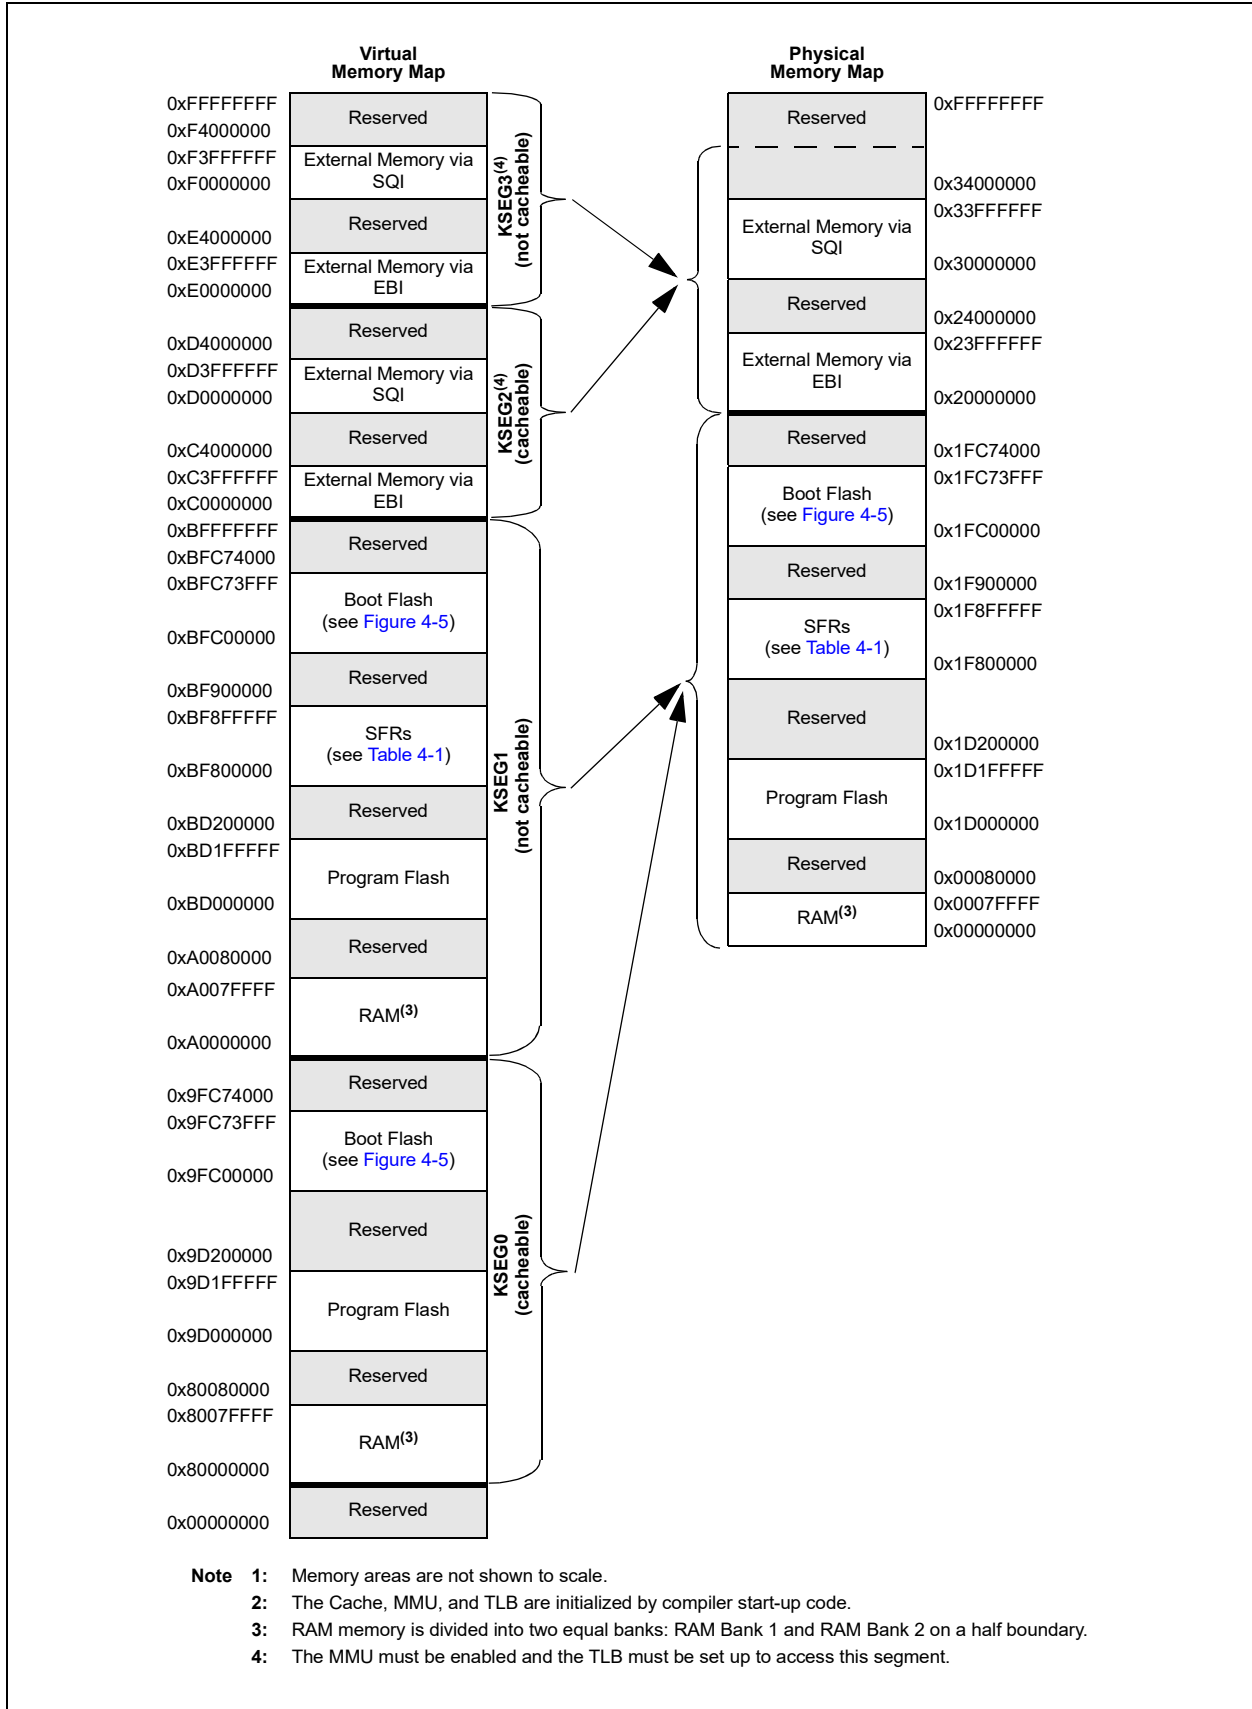 Virtual
Memory Map
0xFFFFFFFF
Reserved
0xF4000000
0xF3FFFFFF
External Memory via
SQI
0xF0000000
Reserved
0xE4000000
0xE3FFFFFF
External Memory via
EBI
0xE0000000
KSEG3(4)
(not cacheable)
Reserved
0xD4000000
0xD3FFFFFF
External Memory via
SQI
0xD0000000
Reserved
0xC4000000
0xC3FFFFFF
External Memory via
EBI
0xC0000000
KSEG2(4)
(cacheable)
0xBFFFFFFF
Reserved
0xBFC74000
0xBFC73FFF
Boot Flash
(see Figure 4-5)
0xBFC00000
Reserved
0xBF900000
0xBF8FFFFF
SFRs
(see Table 4-1)
0xBF800000
Reserved
0xBD200000
0xBD1FFFFF
Program Flash
0xBD000000
Reserved
0xA0080000
0xA007FFFF
RAM(3)
0xA0000000
KSEG1
(not cacheable)
Reserved
0x9FC74000
0x9FC73FFF
Boot Flash
(see Figure 4-5)
0x9FC00000
Reserved
0x9D200000
0x9D1FFFFF
Program Flash
0x9D000000
Reserved
0x80080000
0x8007FFFF
RAM(3)
0x80000000
KSEG0
(cacheable)
Reserved
0x00000000
Physical
Memory Map
0xFFFFFFFF
Reserved
0x34000000
0x33FFFFFF
External Memory via
SQI
0x30000000
Reserved
0x24000000
0x23FFFFFF
External Memory via
EBI
0x20000000
Reserved
0x1FC74000
0x1FC73FFF
Boot Flash
(see Figure 4-5)
0x1FC00000
Reserved
0x1F900000
0x1F8FFFFF
SFRs
(see Table 4-1)
0x1F800000
Reserved
0x1D200000
0x1D1FFFFF
Program Flash
0x1D000000
Reserved
0x00080000
0x0007FFFF
RAM(3)
0x00000000
Note 1: Memory areas are not shown to scale.
2: The Cache, MMU, and TLB are initialized by compiler start-up code.
3: RAM memory is divided into two equal banks: RAM Bank 1 and RAM Bank 2 on a half boundary.
4: The MMU must be enabled and the TLB must be set up to access this segment.